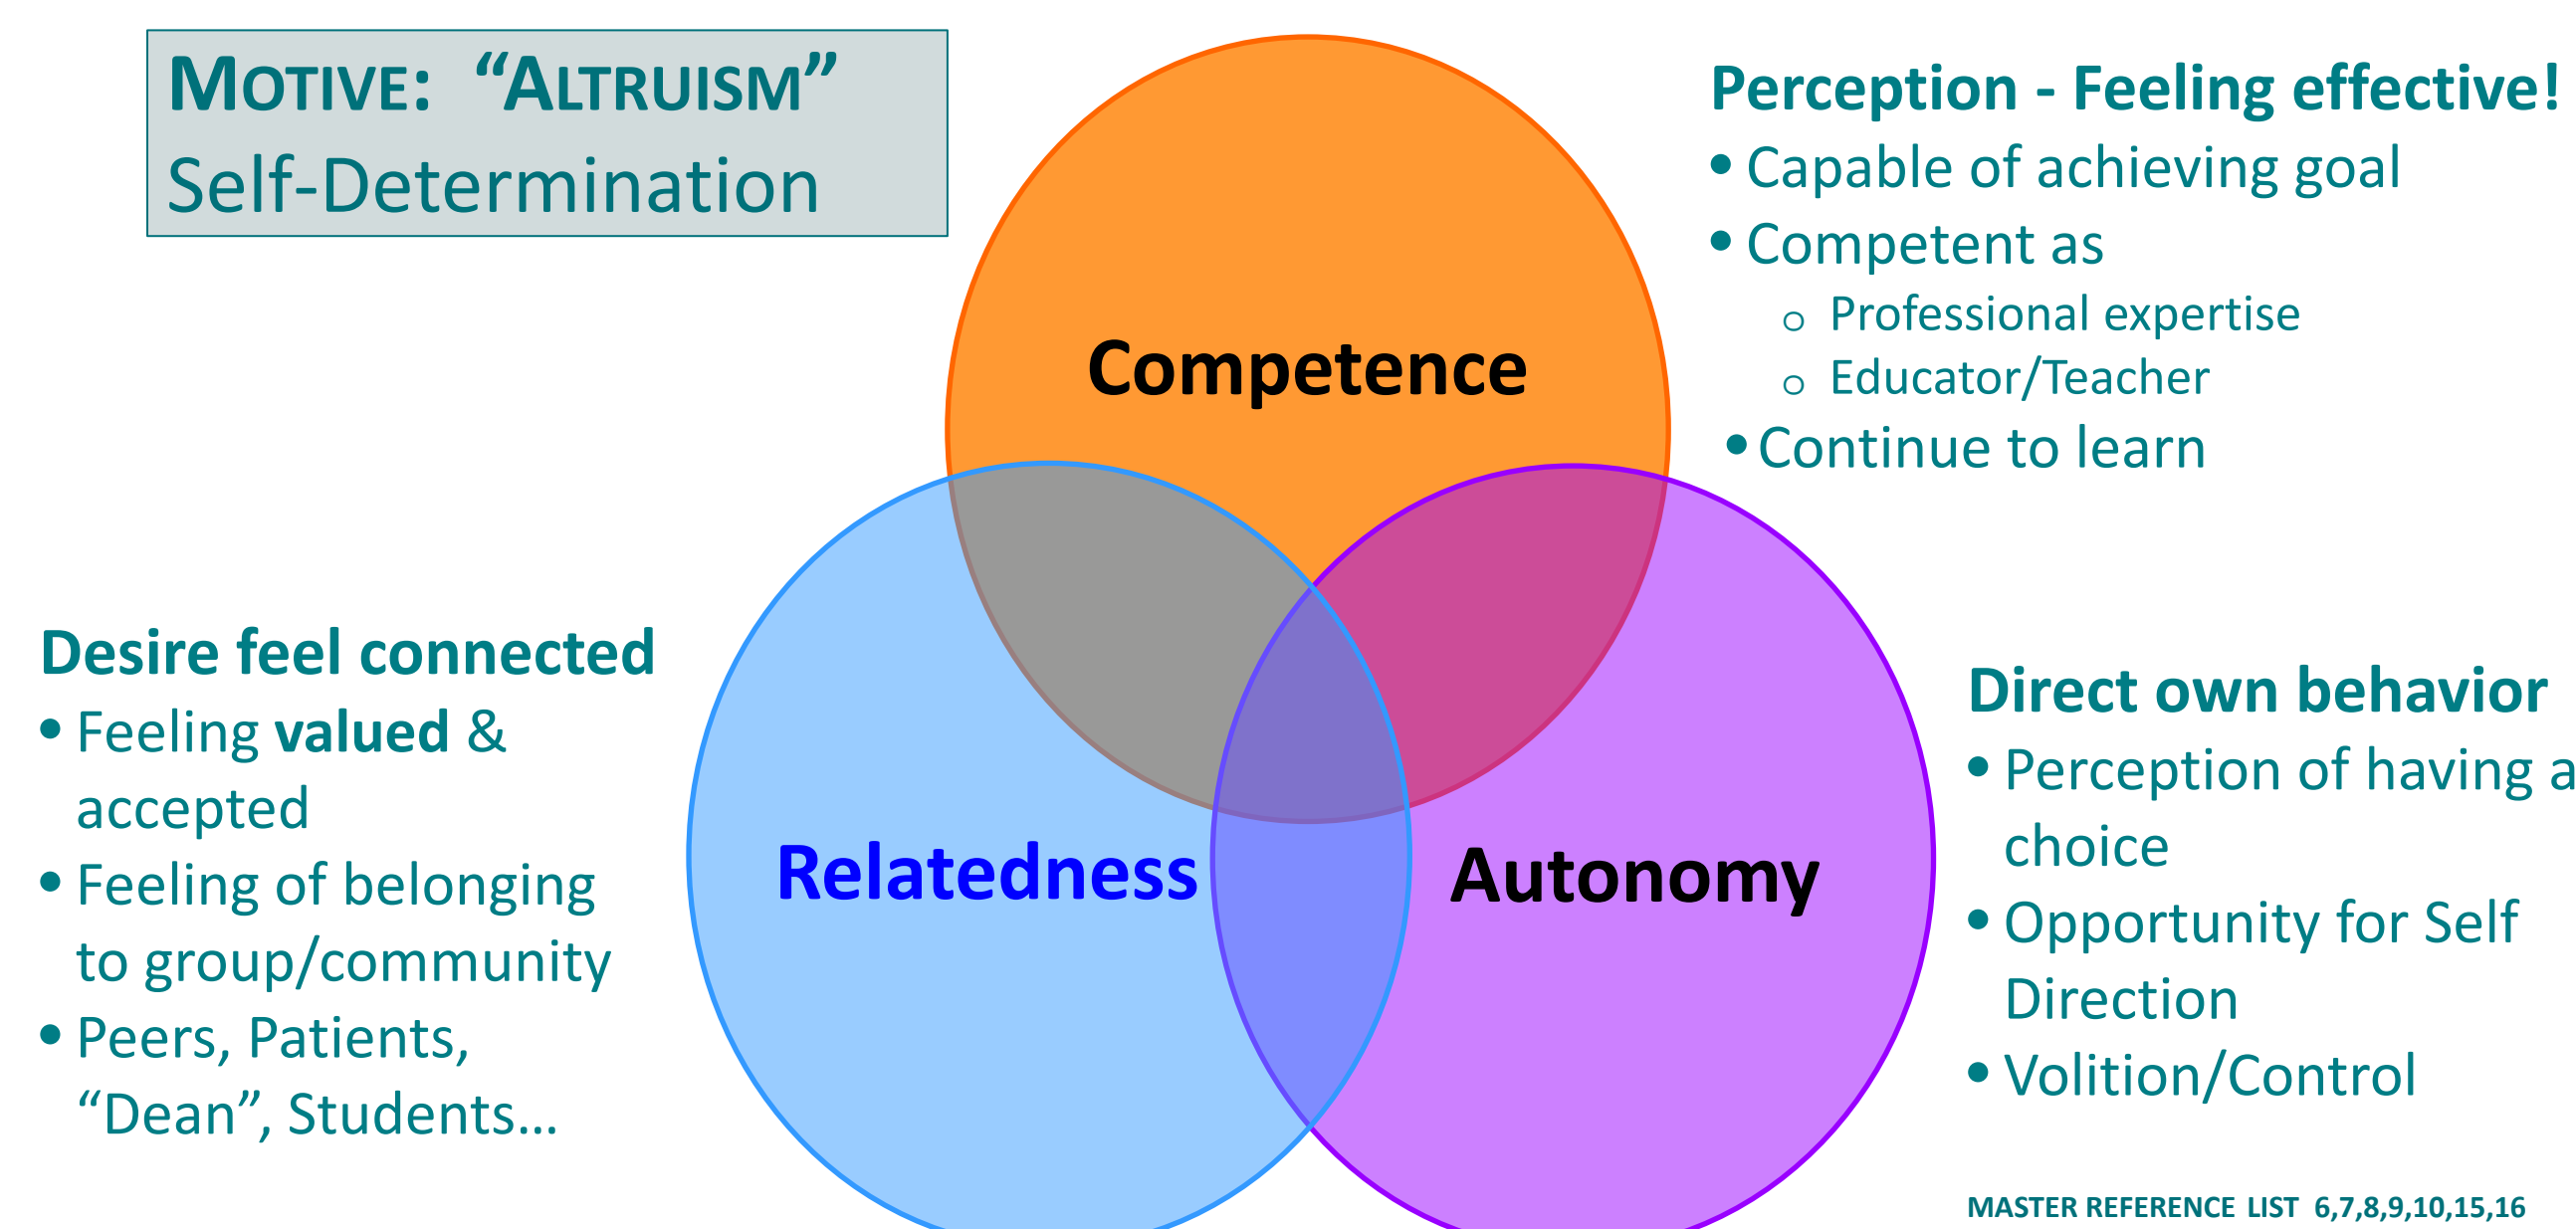 MOTIVE: “ALTRUISM”
Self-Determination
Perception - Feeling effective!
• Capable of achieving goal
• Competent as
o Professional expertise
o Educator/Teacher
• Continue to learn
Competence
Desire feel connected
• Feeling valued &
accepted
• Feeling of belonging
to group/community
• Peers, Patients,
“Dean”, Students…
Relatedness
Autonomy
Direct own behavior
• Perception of having a
choice
• Opportunity for Self
Direction
• Volition/Control
MASTER REFERENCE LIST 6,7,8,9,10,15,16